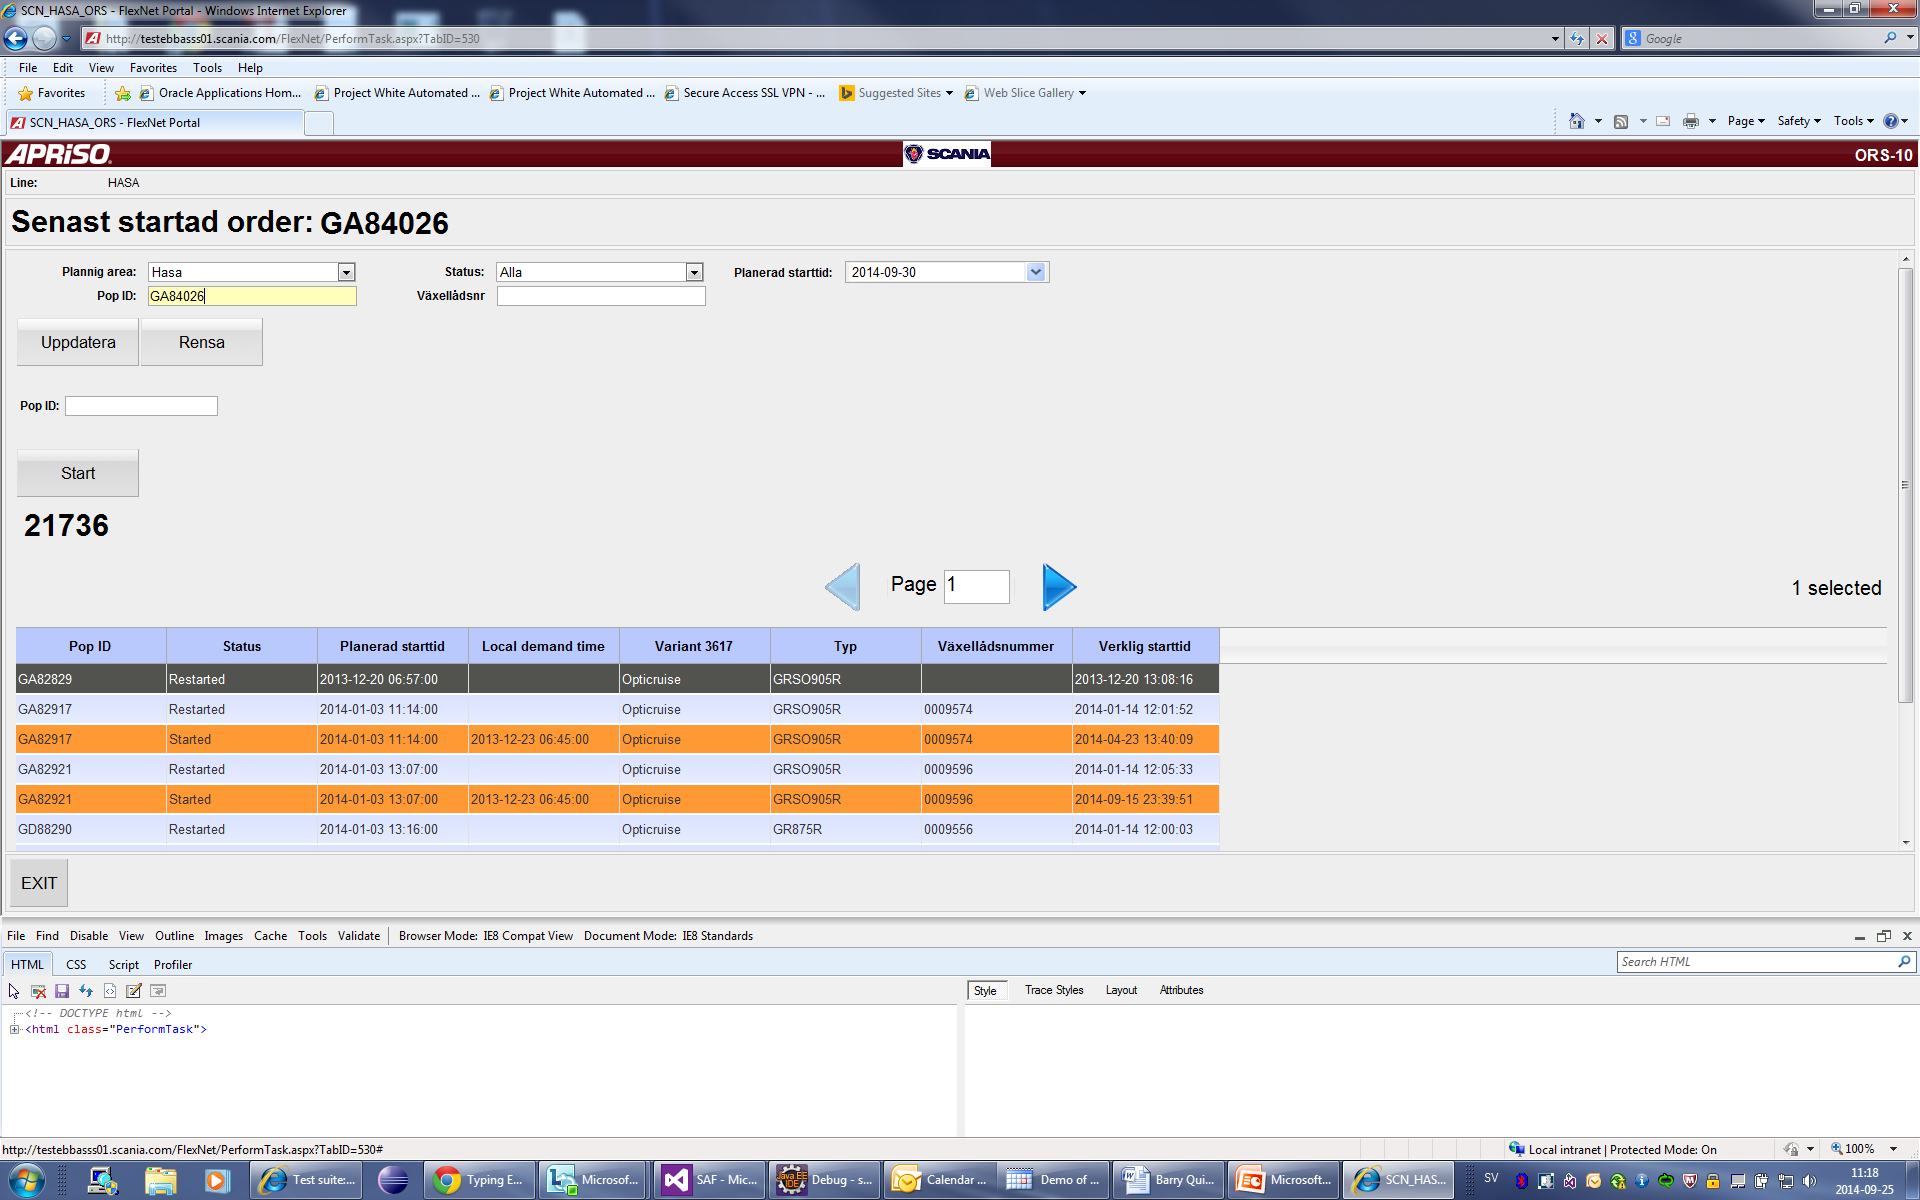 SCN_HASA_ORS - FlexNet Portal - Windows Internet Explorer
http://testebbasss01.scania.com/FlexNet/PerformTask.aspx?TabID=530
Google
File Edit View Favorites Tools Help
Favorites Oracle Applications Hom... Project White Automated ... Project White Automated ... Secure Access SSL VPN - ... Suggested Sites Web Slice Gallery
SCN_HASA_ORS - FlexNet Portal Page Safety Tools
APRiSO SCANIA ORS-10
Line: HASA
Senast startad order: GA84026
Plannig area: Hasa Status: Alla Planerad starttid: 2014-09-30
Pop ID: GA84026 Växellådsnr
Uppdatera Rensa
Pop ID:
Start
21736
Page 1 1 selected
Pop ID Status Planerad starttid Local demand time Variant 3617 Typ Växellådsnummer Verklig starttid
GA82829 Restarted 2013-12-20 06:57:00 Opticruise GRSO905R 2013-12-20 13:08:16
GA82917 Restarted 2014-01-03 11:14:00 Opticruise GRSO905R 0009574 2014-01-14 12:01:52
GA82917 Started 2014-01-03 11:14:00 2013-12-23 06:45:00 Opticruise GRSO905R 0009574 2014-04-23 13:40:09
GA82921 Restarted 2014-01-03 13:07:00 Opticruise GRSO905R 0009596 2014-01-14 12:05:33
GA82921 Started 2014-01-03 13:07:00 2013-12-23 06:45:00 Opticruise GRSO905R 0009596 2014-09-15 23:39:51
GD88290 Restarted 2014-01-03 13:16:00 Opticruise GR875R 0009556 2014-01-14 12:00:03
EXIT
File Find Disable View Outline Images Cache Tools Validate Browser Mode: IE8 Compat View Document Mode: IE8 Standards
HTML CSS Script Profiler Search HTML
Style Trace Styles Layout Attributes
<!-- DOCTYPE html -->
<html class="PerformTask">
http://testebbasss01.scania.com/FlexNet/PerformTask.aspx?TabID=530# Local intranet | Protected Mode: On 100%
Test suite:... Typing E... Microsof... SAF - Mic... Debug - s... Calendar ... Demo of ... Barry Qui... Microsoft... SCN_HAS... SV 11:18
2014-09-25